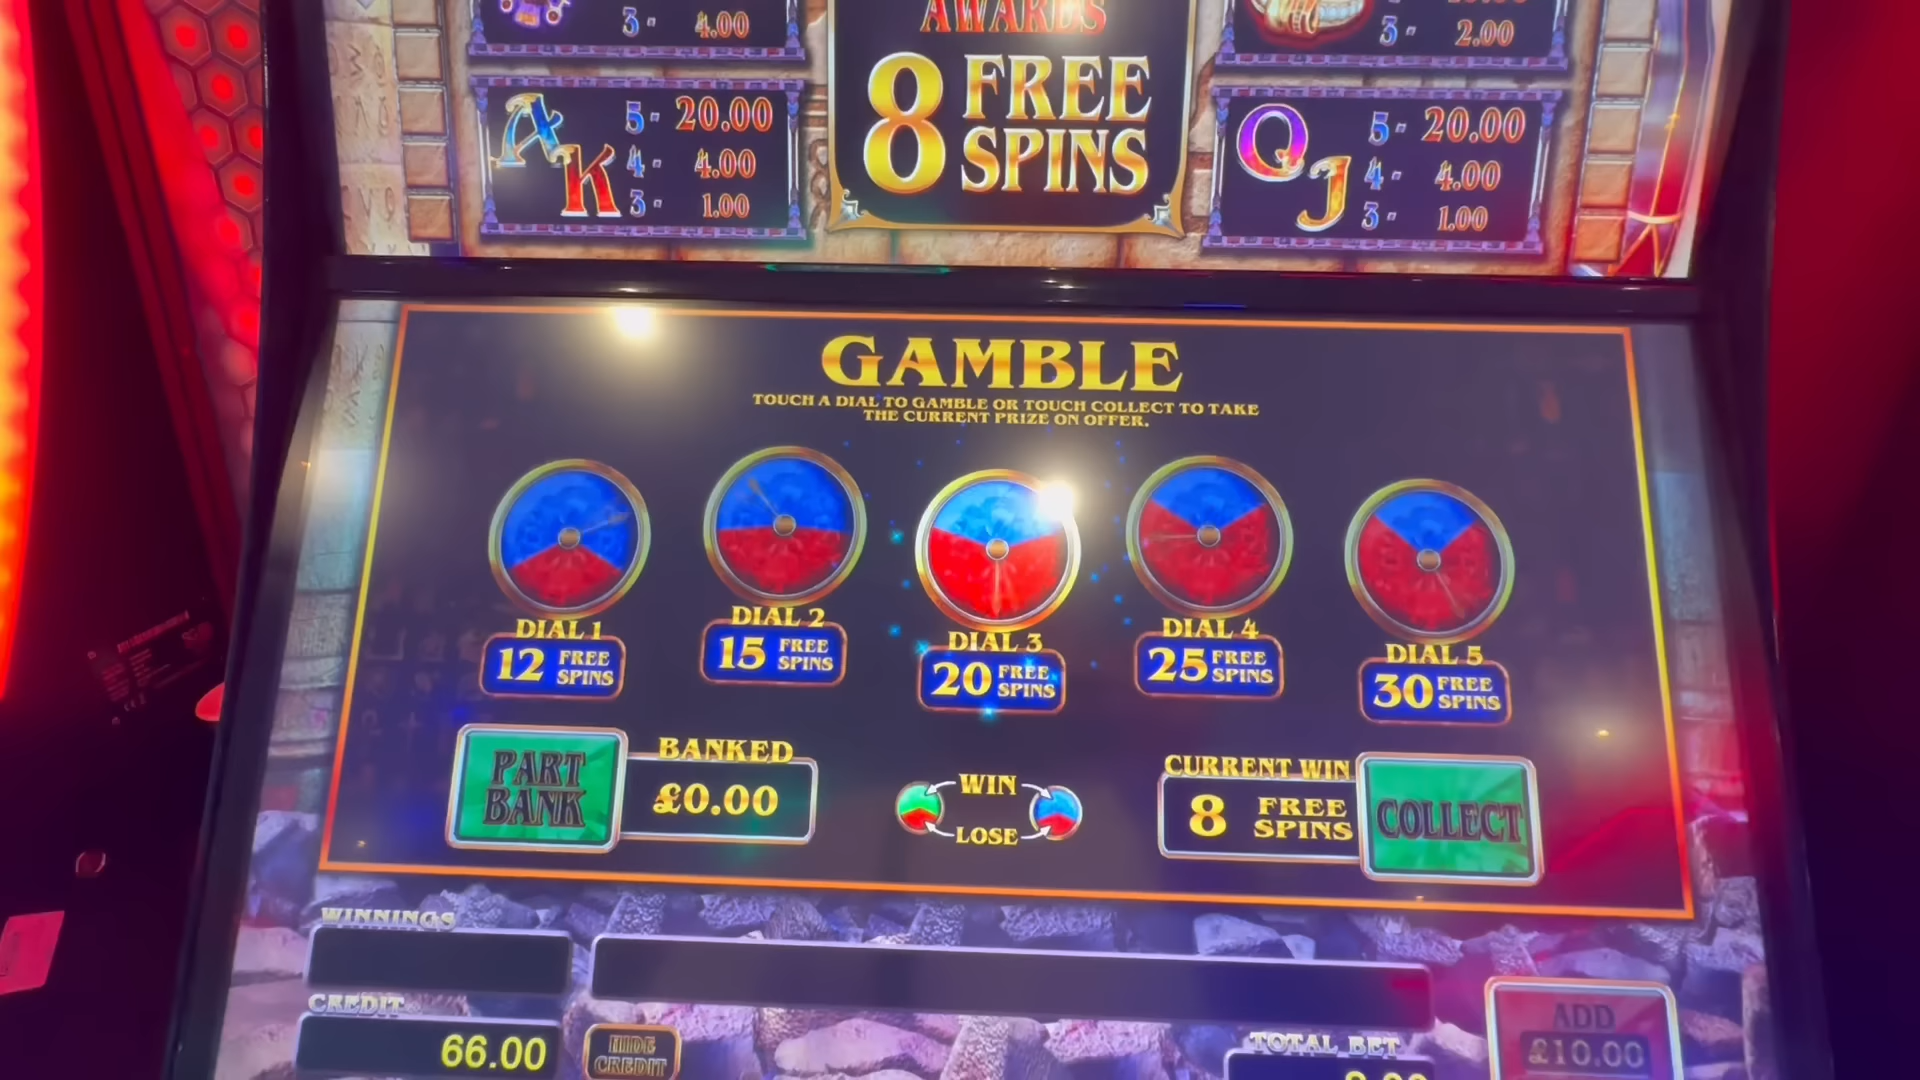 AWARDS
8 FREE SPINS
3- 4.00
A K
5- 20.00
4- 4.00
3- 1.00
3- 2.00
Q J
5- 20.00
4- 4.00
3- 1.00
GAMBLE
TOUCH A DIAL TO GAMBLE OR TOUCH COLLECT TO TAKE
THE CURRENT PRIZE ON OFFER.
DIAL 1
12 FREE SPINS
DIAL 2
15 FREE SPINS
DIAL 3
20 FREE SPINS
DIAL 4
25 FREE SPINS
DIAL 5
30 FREE SPINS
PART
BANK
BANKED
£0.00
WIN
LOSE
CURRENT WIN
8 FREE SPINS
COLLECT
WINNINGS
CREDIT
66.00
HIDE
CREDIT
TOTAL BET
ADD
£10.00